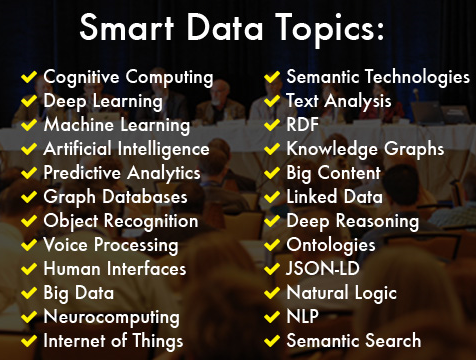 Smart Data Topics:
Cognitive Computing
Deep Learning
Machine Learning
Artificial Intelligence
Predictive Analytics
Graph Databases
Object Recognition
Voice Processing
Human Interfaces
Big Data
Neurocomputing
Internet of Things
Semantic Technologies
Text Analysis
RDF
Knowledge Graphs
Big Content
Linked Data
Deep Reasoning
Ontologies
JSON-LD
Natural Logic
NLP
Semantic Search